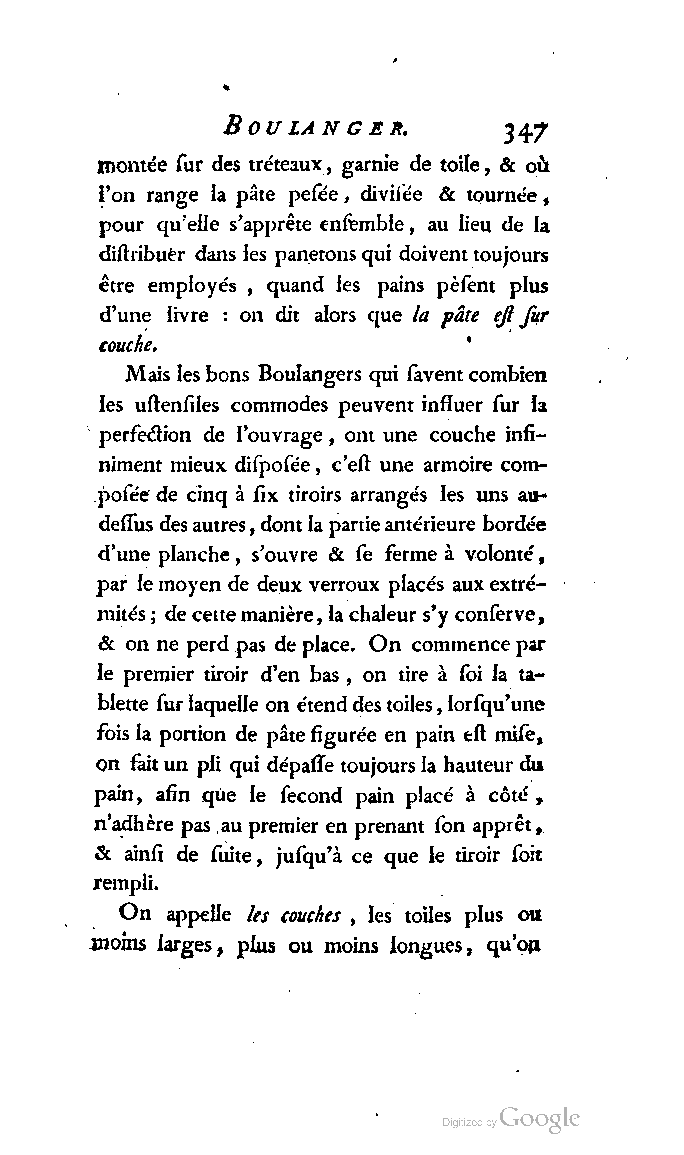 BOULANGER. 347
montée ſur des tréteaux, garnie de toile, & où
l'on range la pâte peſée, diviſée & tournée,
pour qu'elle s'apprête enſemble, au lieu de la
diſtribuer dans les panetons qui doivent toujours
être employés , quand les pains pèſent plus
d'une livre : on dit alors que la pâte eſt ſur
couche.
Mais les bons Boulangers qui ſavent combien
les uſtenſiles commodes peuvent influer ſur la
perfection de l'ouvrage, ont une couche infi-
niment mieux diſpoſée, c'eſt une armoire com-
poſée de cinq à ſix tiroirs arrangés les uns au-
deſſus des autres, dont la partie antérieure bordée
d'une planche, s'ouvre & ſe ferme à volonté,
par le moyen de deux verroux placés aux extré-
mités ; de cette manière, la chaleur s'y conſerve,
& on ne perd pas de place. On commence par
le premier tiroir d'en bas , on tire à ſoi la ta-
blette ſur laquelle on étend des toiles, lorſqu'une
fois la portion de pâte figurée en pain eſt miſe,
on fait un pli qui dépaſſe toujours la hauteur du
pain, afin que le ſecond pain placé à côté ,
n'adhère pas au premier en prenant ſon apprêt,
& ainſi de ſuite, juſqu'à ce que le tiroir ſoit
rempli.
On appelle les couches , les toiles plus ou
moins larges, plus ou moins longues, qu'on
Digitized by Google